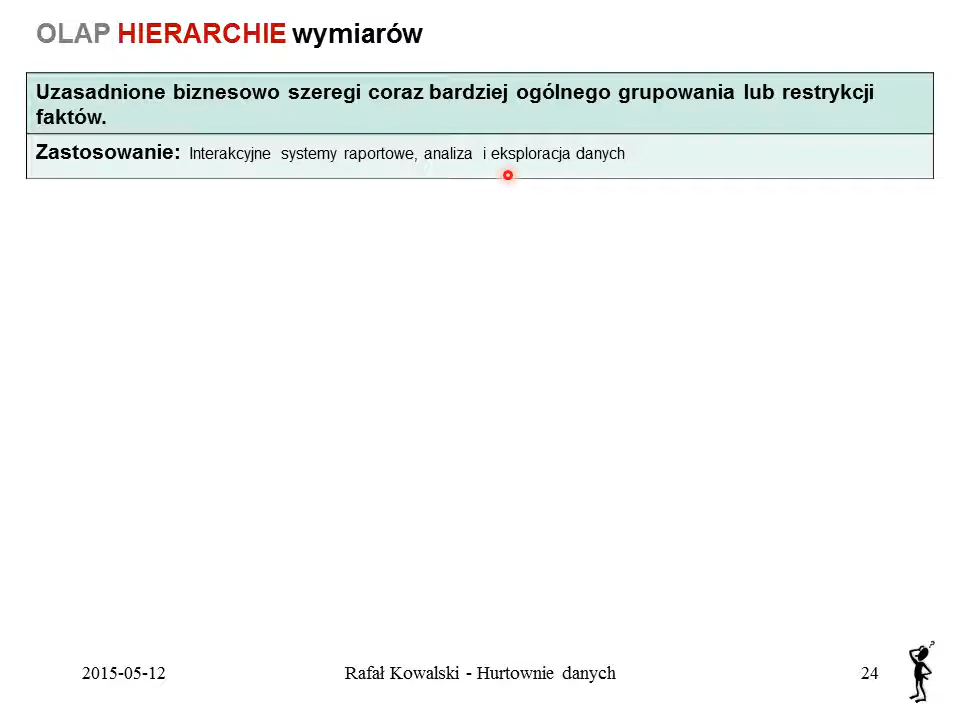 OLAP HIERARCHIE wymiarów
Uzasadnione biznesowo szeregi coraz bardziej ogólnego grupowania lub restrykcji
faktów.
Zastosowanie: Interakcyjne systemy raportowe, analiza i eksploracja danych
2015-05-12 Rafał Kowalski - Hurtownie danych 24
?